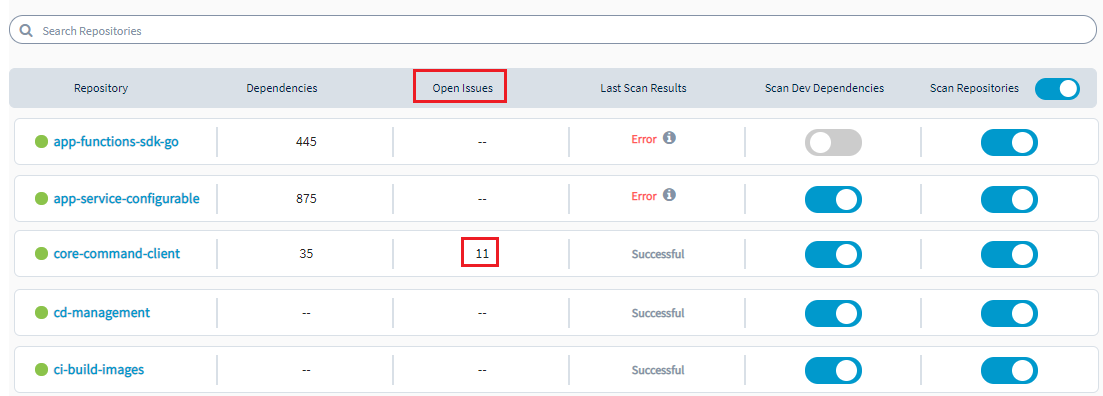 Search Repositories
Repository Dependencies Open Issues Last Scan Results Scan Dev Dependencies Scan Repositories
app-functions-sdk-go 445 -- Error
app-service-configurable 875 -- Error
core-command-client 35 11 Successful
cd-management -- -- Successful
ci-build-images -- -- Successful